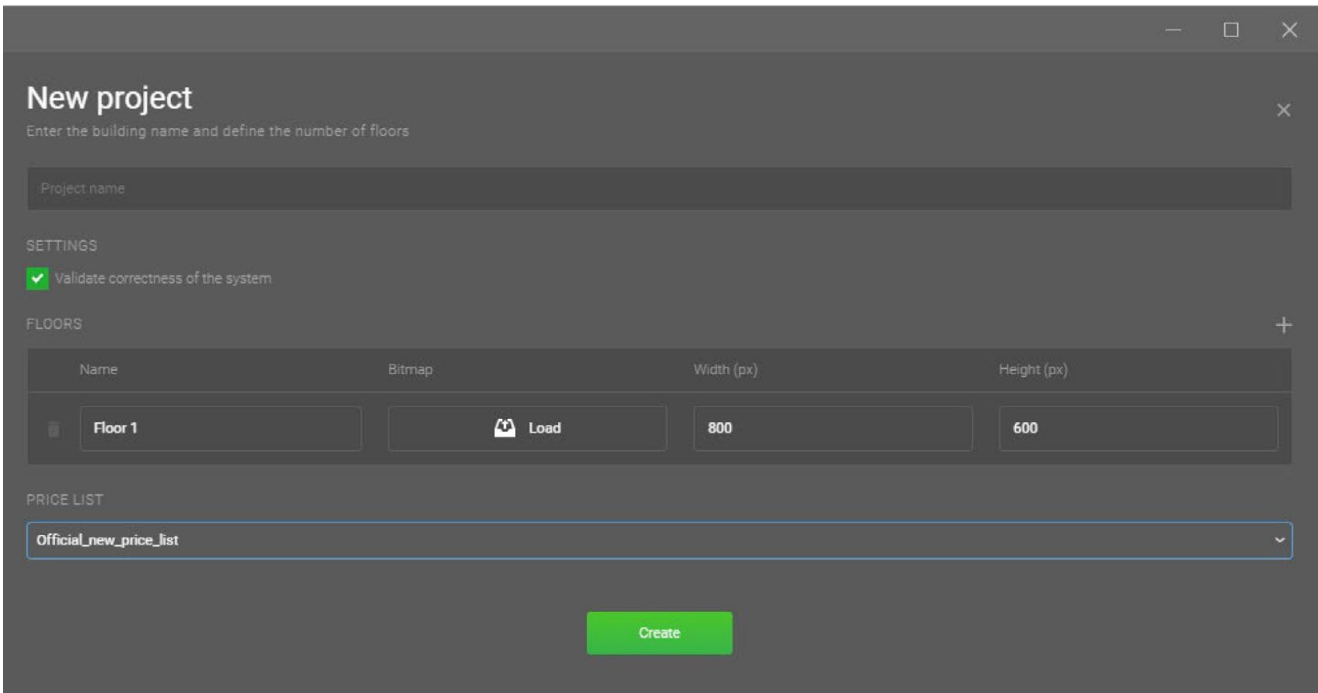 New project
Enter the building name and define the number of floors
Project name
SETTINGS
Validate correctness of the system
FLOORS
Name Bitmap Width (px) Height (px)
Floor 1 Load 800 600
PRICE LIST
Official_new_price_list
Create